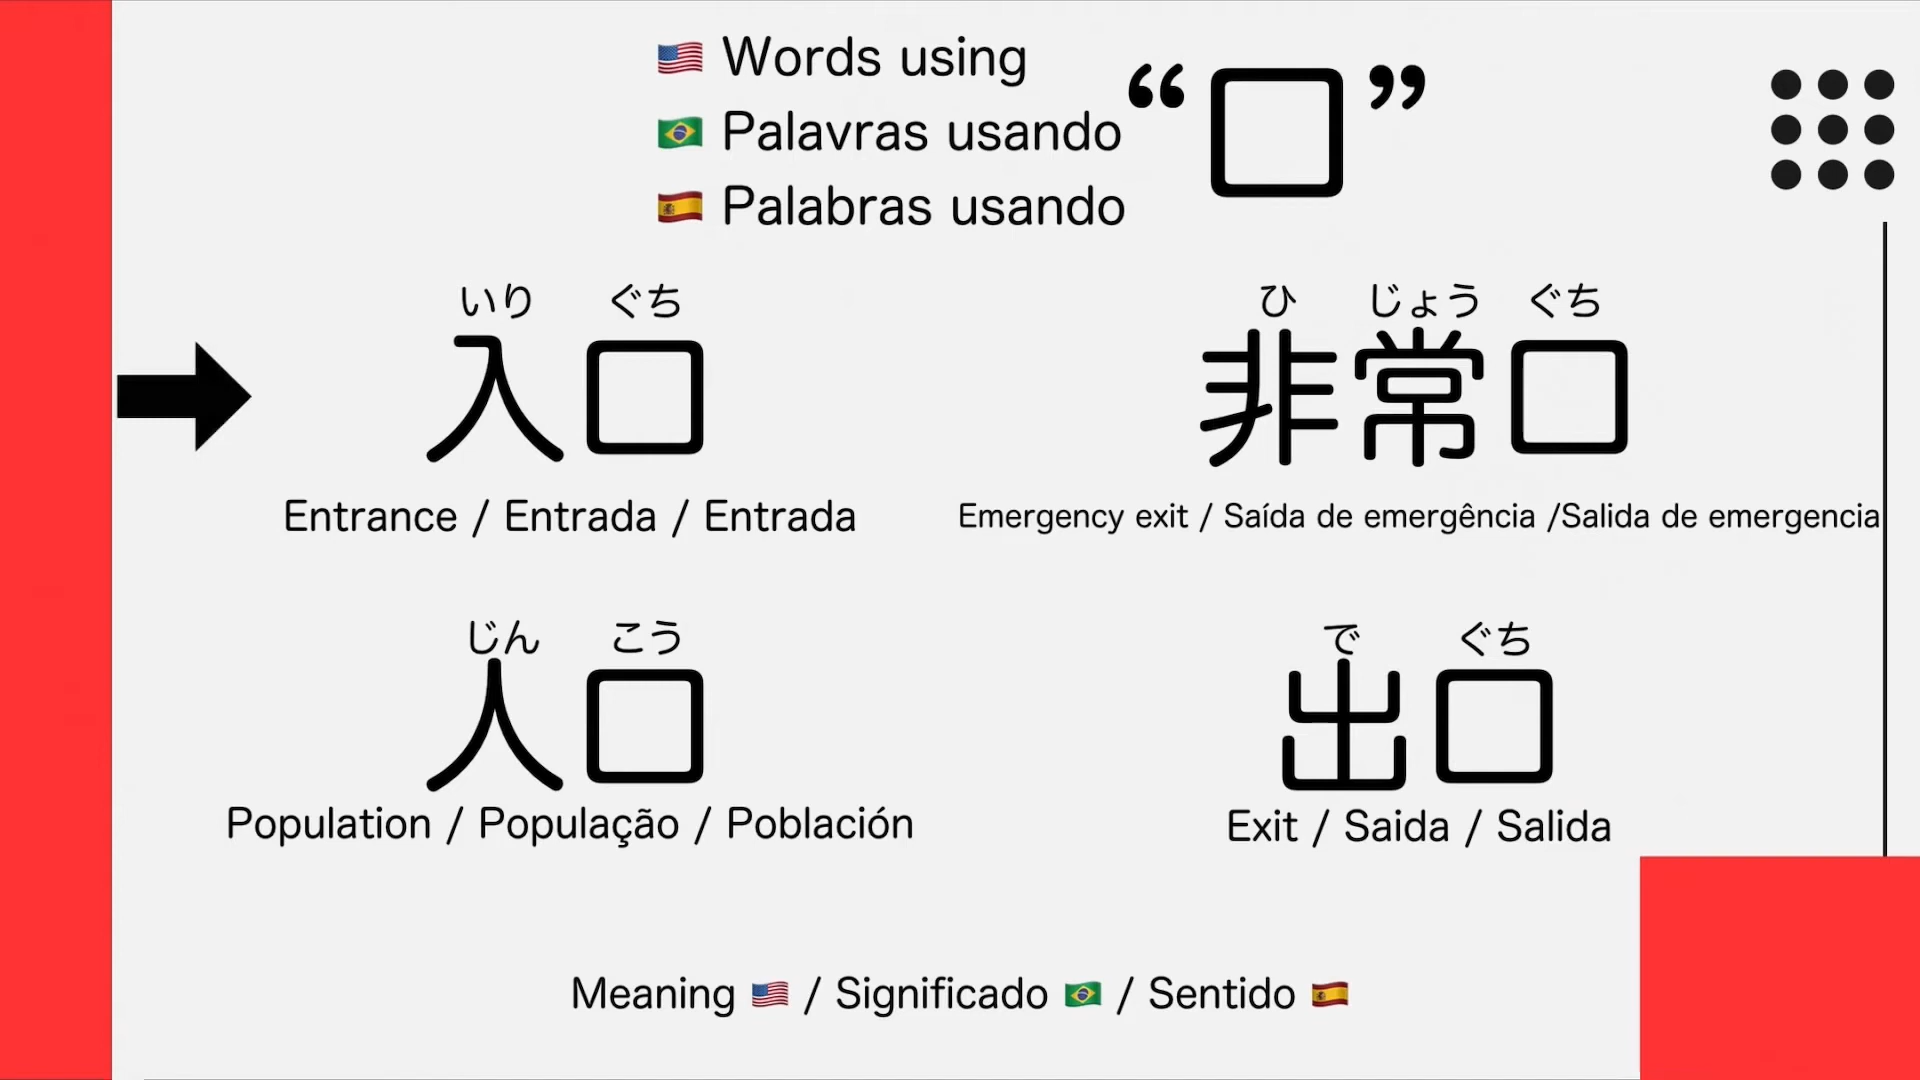 🇺🇸 Words using
🇧🇷 Palavras usando
🇪🇸 Palabras usando
“口”
いり ぐち
入口
Entrance / Entrada / Entrada
ひ じょう ぐち
非常口
Emergency exit / Saída de emergência /Salida de emergencia
じん こう
人口
Population / População / Población
で ぐち
出口
Exit / Saida / Salida
Meaning 🇺🇸 / Significado 🇧🇷 / Sentido 🇪🇸